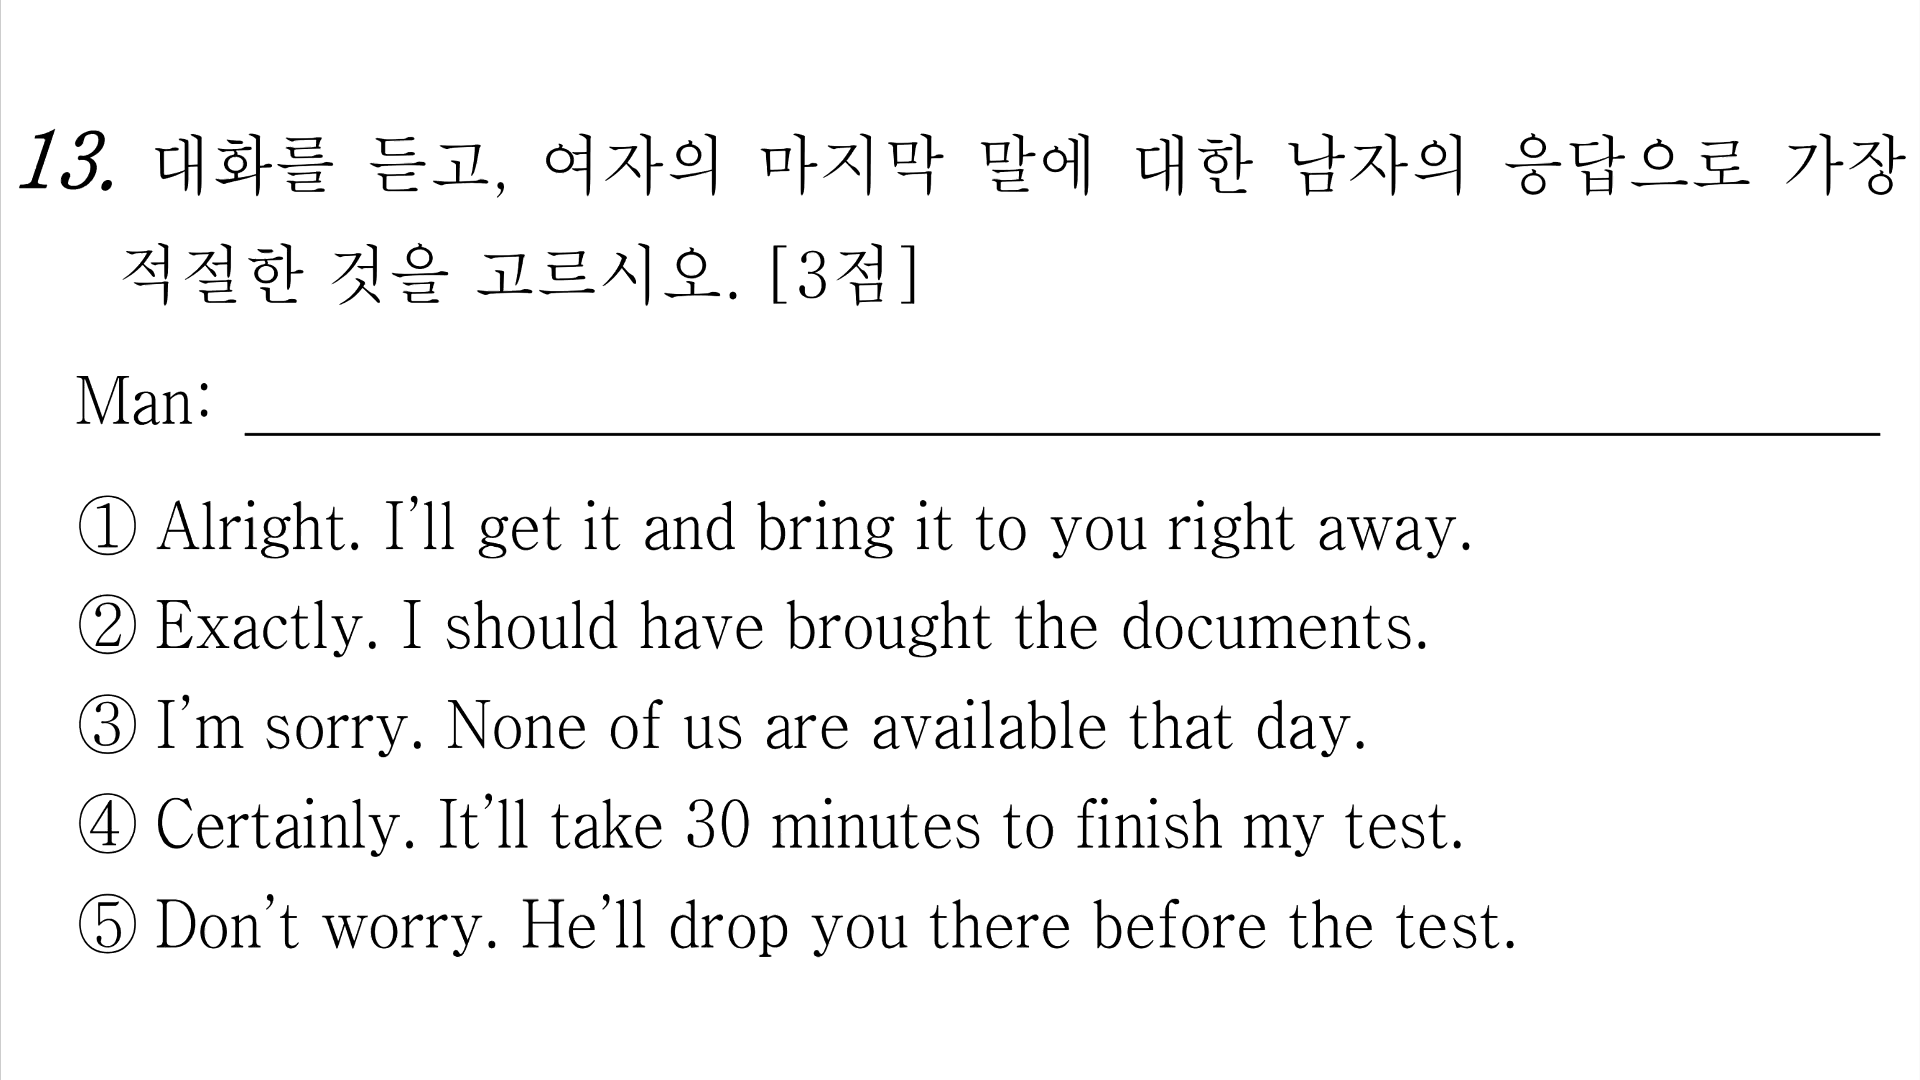 13. 대화를 듣고, 여자의 마지막 말에 대한 남자의 응답으로 가장
적절한 것을 고르시오. [3점]
Man:
① Alright. I’ll get it and bring it to you right away.
② Exactly. I should have brought the documents.
③ I’m sorry. None of us are available that day.
④ Certainly. It’ll take 30 minutes to finish my test.
⑤ Don’t worry. He’ll drop you there before the test.